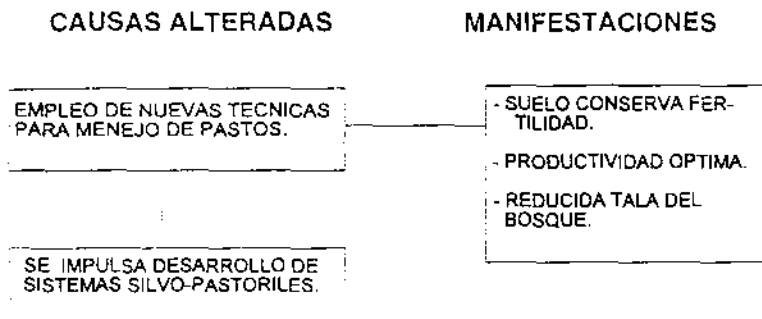 CAUSAS ALTERADAS
MANIFESTACIONES
EMPLEO DE NUEVAS TECNICAS
PARA MENEJO DE PASTOS.
- SUELO CONSERVA FER-
TILIDAD.
- PRODUCTIVIDAD OPTIMA.
- REDUCIDA TALA DEL
BOSQUE.
SE IMPULSA DESARROLLO DE
SISTEMAS SILVO-PASTORILES.